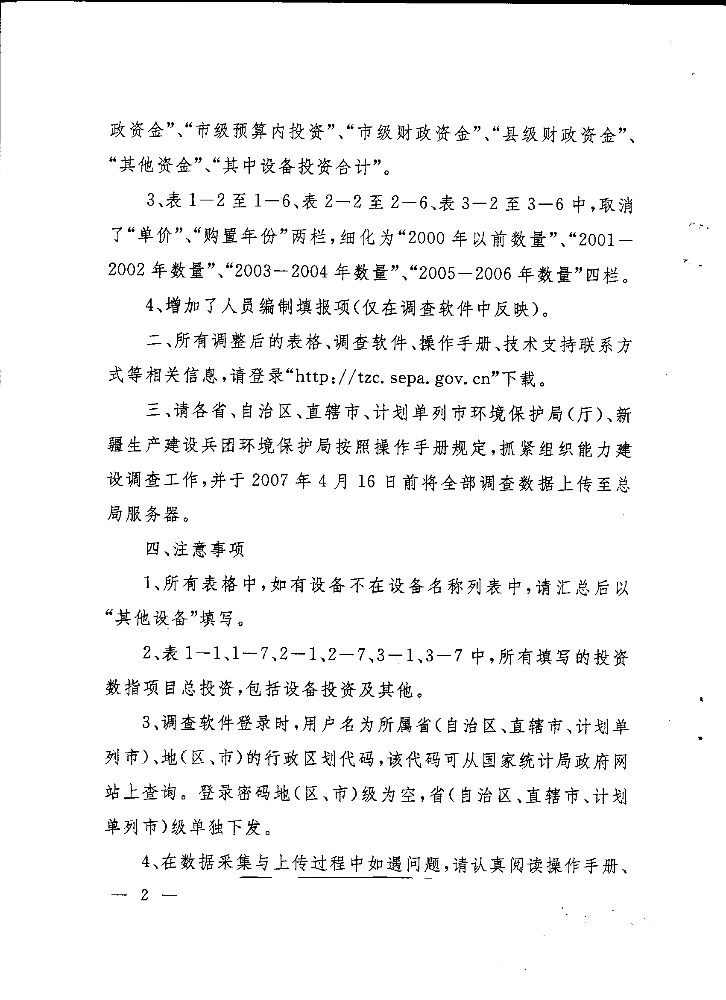 政资金”、“市级预算内投资”、“市级财政资金”、“县级财政资金”、
“其他资金”、“其中设备投资合计”。
3、表1—2至1—6、表2—2至2—6、表3—2至3—6中，取消
了“单价”、“购置年份”两栏，细化为“2000年以前数量”、“2001—
2002年数量”、“2003—2004年数量”、“2005—2006年数量”四栏。
4、增加了人员编制填报项(仅在调查软件中反映)。
二、所有调整后的表格、调查软件、操作手册、技术支持联系方
式等相关信息，请登录“http://tzc.sepa.gov.cn”下载。
三、请各省、自治区、直辖市、计划单列市环境保护局(厅)、新
疆生产建设兵团环境保护局按照操作手册规定，抓紧组织能力建
设调查工作，并于2007年4月16日前将全部调查数据上传至总
局服务器。
四、注意事项
1、所有表格中，如有设备不在设备名称列表中，请汇总后以
“其他设备”填写。
2、表1—1、1—7、2—1、2—7、3—1、3—7中，所有填写的投资
数指项目总投资，包括设备投资及其他。
3、调查软件登录时，用户名为所属省(自治区、直辖市、计划单
列市)、地(区、市)的行政区划代码，该代码可从国家统计局政府网
站上查询。登录密码地(区、市)级为空，省(自治区、直辖市、计划
单列市)级单独下发。
4、在数据采集与上传过程中如遇问题，请认真阅读操作手册、
— 2 —